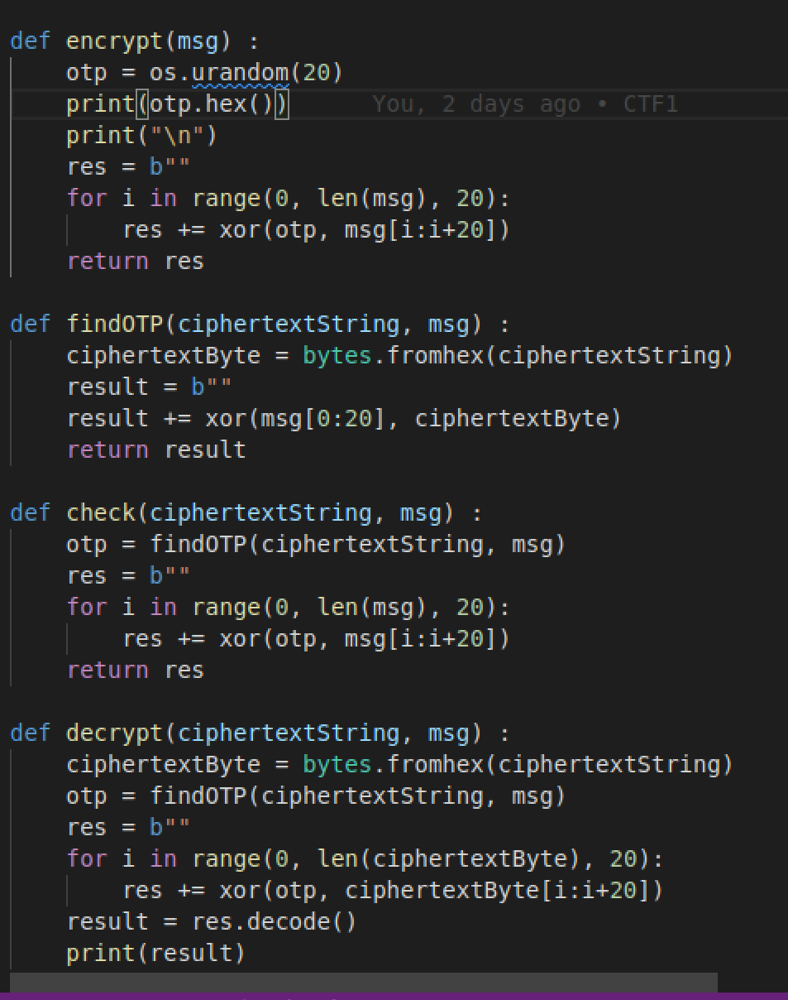 def encrypt(msg) :
    otp = os.urandom(20)
    print(otp.hex())        You, 2 days ago • CTF1
    print("\n")
    res = b""
    for i in range(0, len(msg), 20):
        res += xor(otp, msg[i:i+20])
    return res

def findOTP(ciphertextString, msg) :
    ciphertextByte = bytes.fromhex(ciphertextString)
    result = b""
    result += xor(msg[0:20], ciphertextByte)
    return result

def check(ciphertextString, msg) :
    otp = findOTP(ciphertextString, msg)
    res = b""
    for i in range(0, len(msg), 20):
        res += xor(otp, msg[i:i+20])
    return res

def decrypt(ciphertextString, msg) :
    ciphertextByte = bytes.fromhex(ciphertextString)
    otp = findOTP(ciphertextString, msg)
    res = b""
    for i in range(0, len(ciphertextByte), 20):
        res += xor(otp, ciphertextByte[i:i+20])
    result = res.decode()
    print(result)